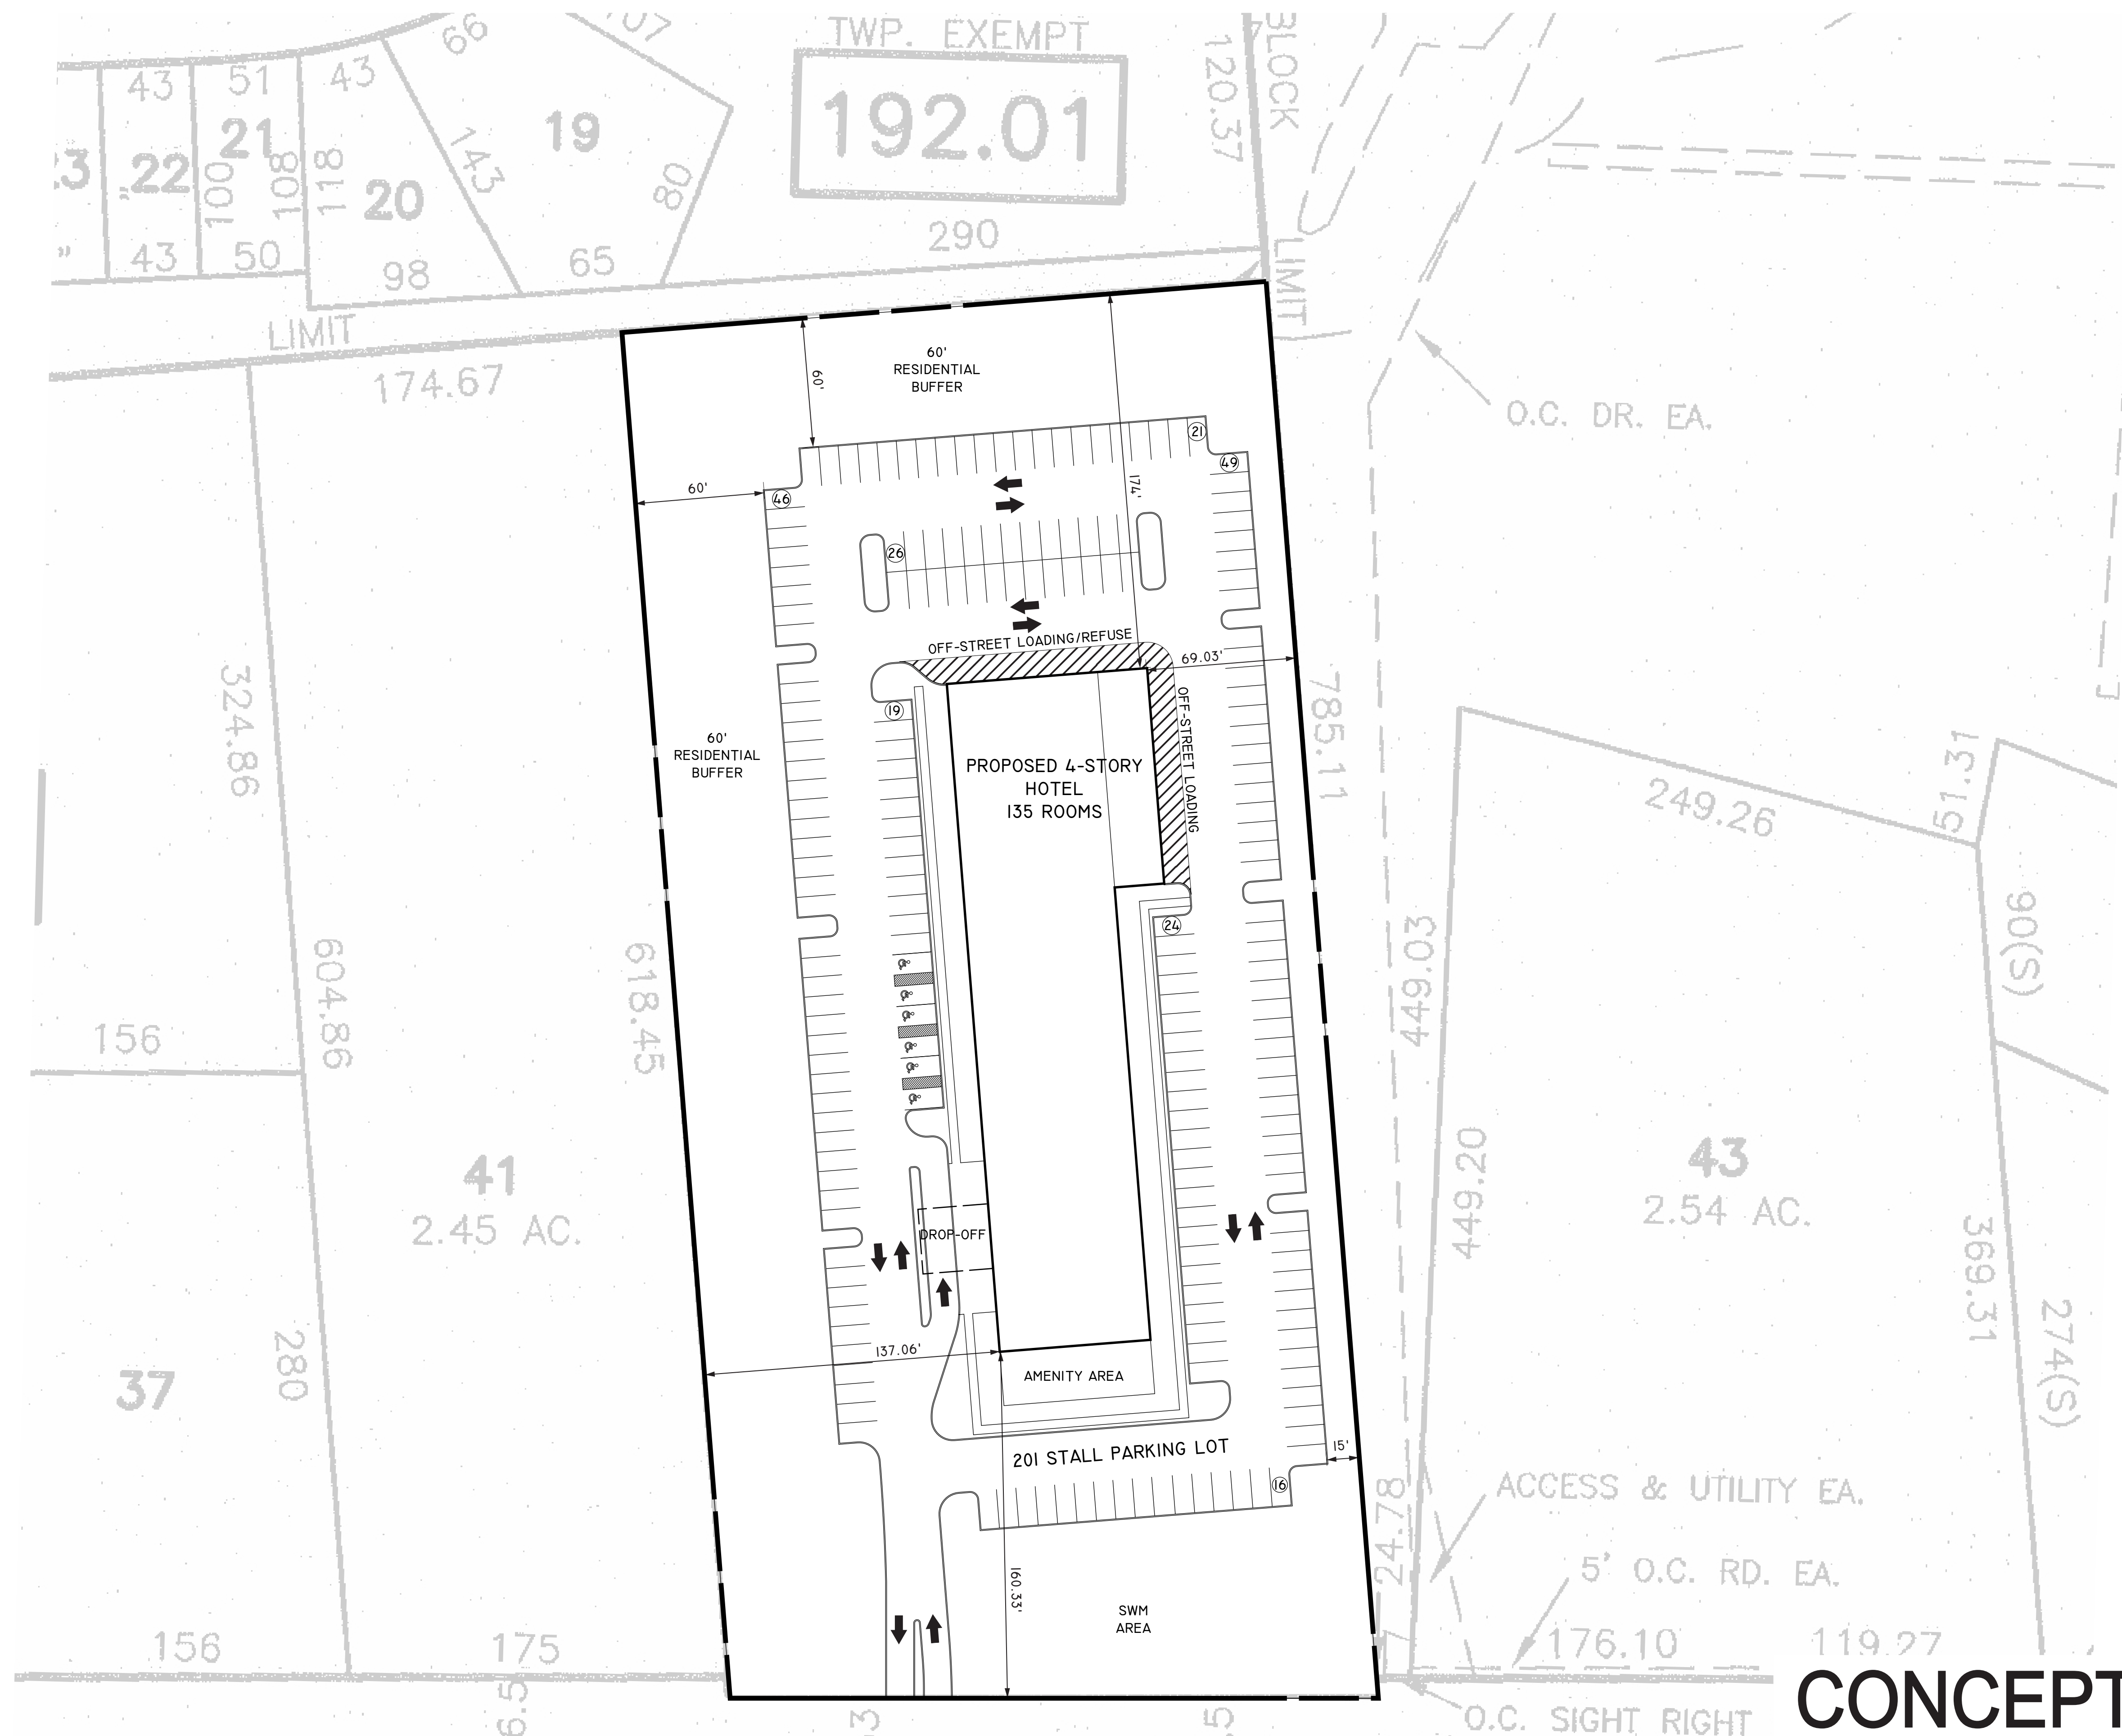 TWP. EXEMPT
192.01
66
43
51
43
19
21
22
20
100
108
118
143
80
120.37
BLOCK
LIMIT
290
43
50
98
65
LIMIT
174.67
60'
RESIDENTIAL
BUFFER
60'
174'
O.C. DR. EA.
21
49
46
60'
26
OFF-STREET LOADING/REFUSE
69.03'
OFF-STREET LOADING
19
324.86
60'
RESIDENTIAL
BUFFER
PROPOSED 4-STORY
HOTEL
135 ROOMS
785.11
249.26
51.31
24
90(S)
604.86
618.45
449.03
156
41
2.45 AC.
449.20
43
2.54 AC.
DROP-OFF
369.31
274(S)
37
280
137.06'
AMENITY AREA
201 STALL PARKING LOT
15'
16
24.78
ACCESS & UTILITY EA.
5' O.C. RD. EA.
160.33'
SWM
AREA
156
175
176.10
119.27
O.C. SIGHT RIGHT
CONCEPT